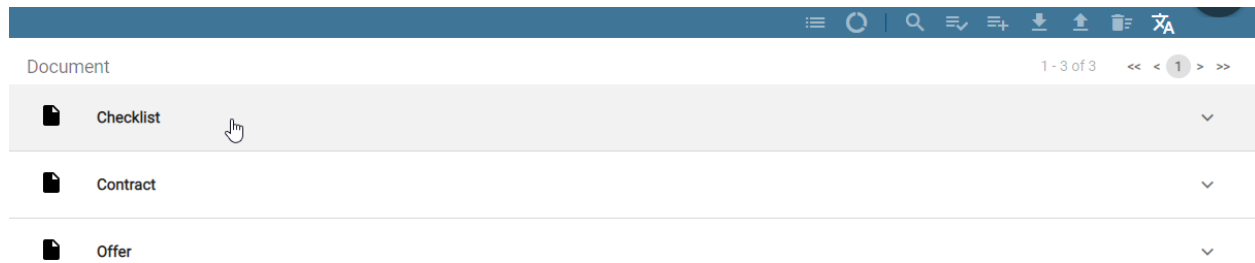 Document 1 - 3 of 3 << < 1 > >>
Checklist
Contract
Offer